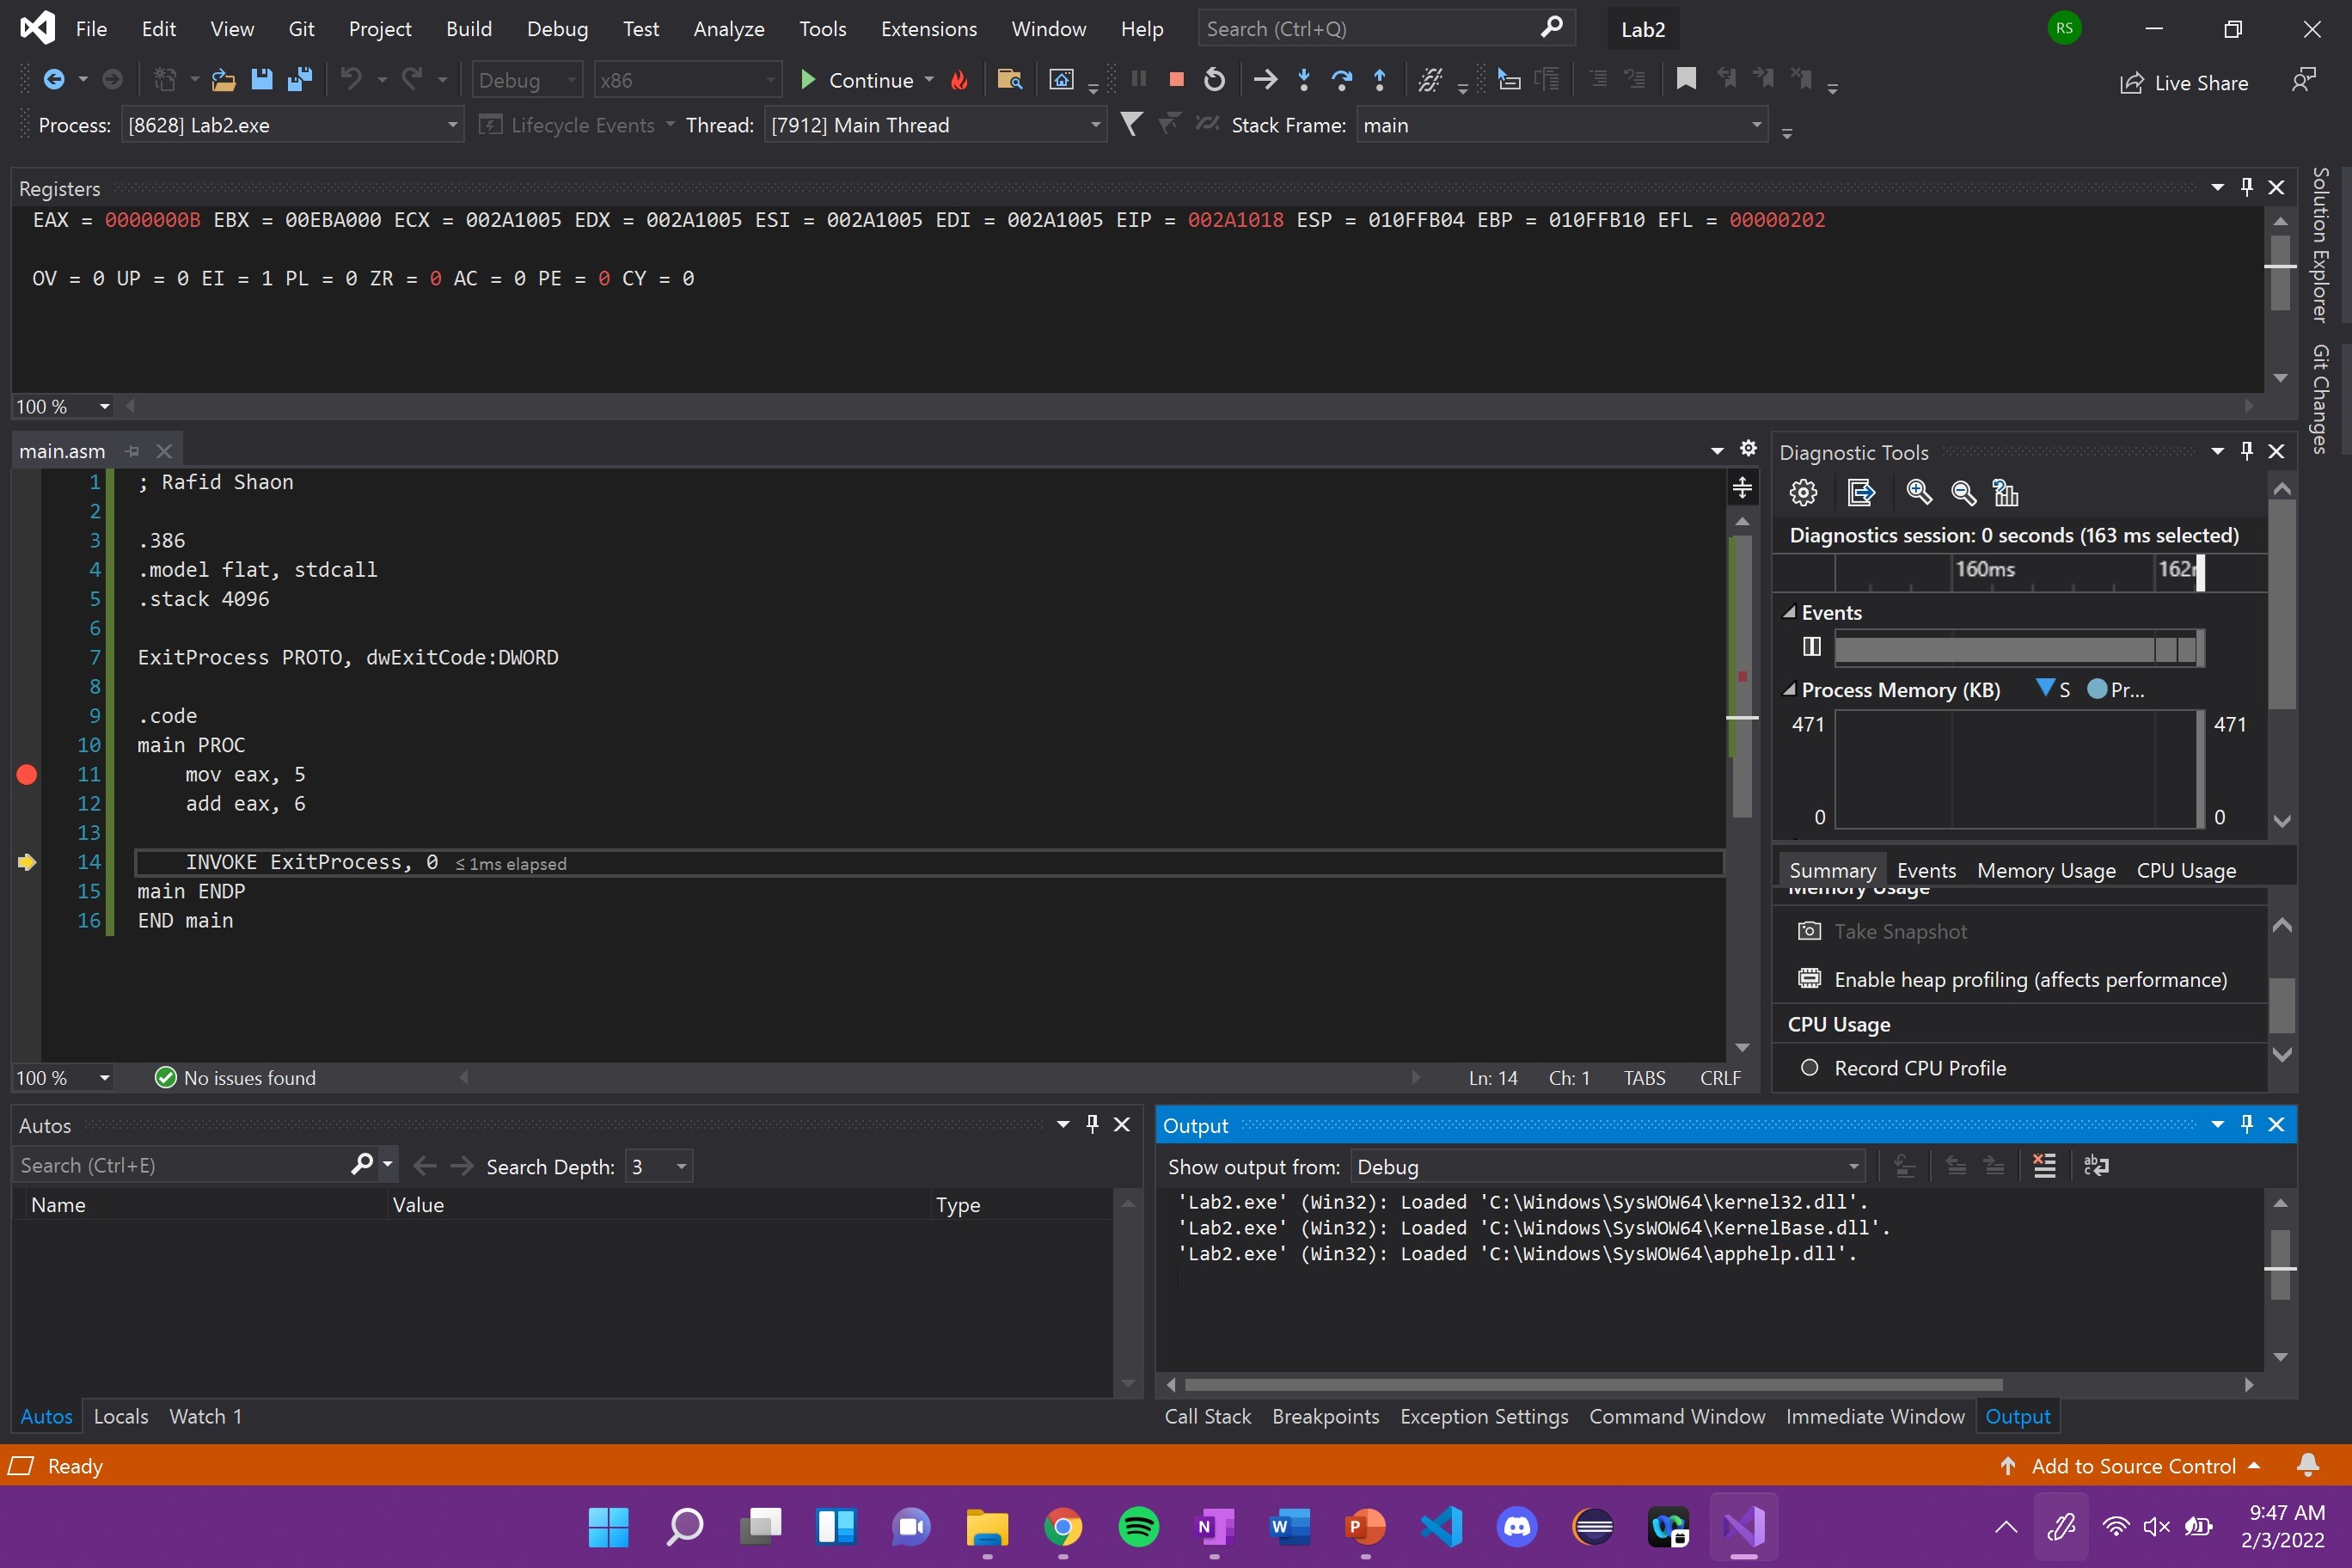 File Edit View Git Project Build Debug Test Analyze Tools Extensions Window Help Search (Ctrl+Q) Lab2 RS
Debug x86 Continue Live Share
Process: [8628] Lab2.exe Lifecycle Events Thread: [7912] Main Thread Stack Frame: main
Registers
EAX = 0000000B EBX = 00EBA000 ECX = 002A1005 EDX = 002A1005 ESI = 002A1005 EDI = 002A1005 EIP = 002A1018 ESP = 010FFB04 EBP = 010FFB10 EFL = 00000202
OV = 0 UP = 0 EI = 1 PL = 0 ZR = 0 AC = 0 PE = 0 CY = 0
100 %
Solution Explorer
Git Changes
main.asm
1 ; Rafid Shaon
2
3 .386
4 .model flat, stdcall
5 .stack 4096
6
7 ExitProcess PROTO, dwExitCode:DWORD
8
9 .code
10 main PROC
11 mov eax, 5
12 add eax, 6
13
14 INVOKE ExitProcess, 0 ≤ 1ms elapsed
15 main ENDP
16 END main
100 % No issues found Ln: 14 Ch: 1 TABS CRLF
Diagnostic Tools
Diagnostics session: 0 seconds (163 ms selected)
160ms 162
Events
Process Memory (KB) S Pr...
471 471
0 0
Summary Events Memory Usage CPU Usage
Memory Usage
Take Snapshot
Enable heap profiling (affects performance)
CPU Usage
Record CPU Profile
Autos
Search (Ctrl+E) Search Depth: 3
Name Value Type
Autos Locals Watch 1
Output
Show output from: Debug
'Lab2.exe' (Win32): Loaded 'C:\Windows\SysWOW64\kernel32.dll'.
'Lab2.exe' (Win32): Loaded 'C:\Windows\SysWOW64\KernelBase.dll'.
'Lab2.exe' (Win32): Loaded 'C:\Windows\SysWOW64\apphelp.dll'.
Call Stack Breakpoints Exception Settings Command Window Immediate Window Output
Ready Add to Source Control
N W P
9:47 AM
2/3/2022